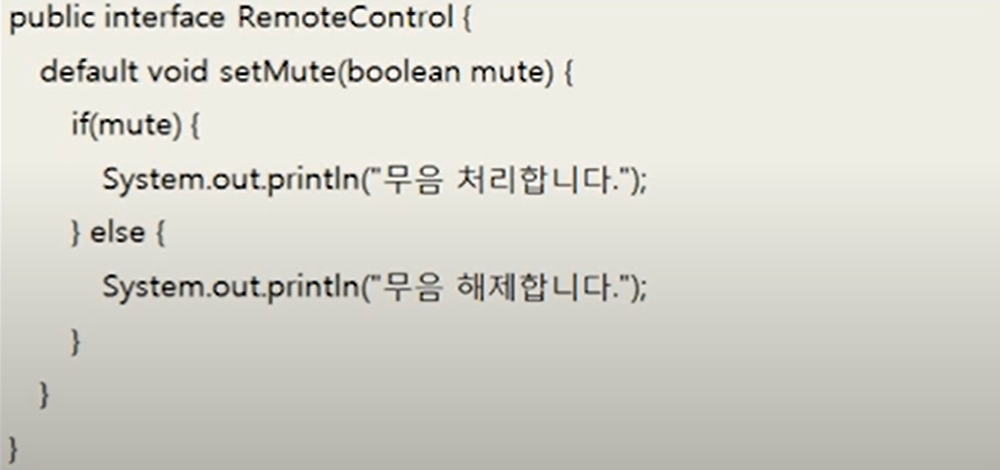 public interface RemoteControl {
default void setMute(boolean mute) {
if(mute) {
System.out.println("무음 처리합니다.");
} else {
System.out.println("무음 해제합니다.");
}
}
}